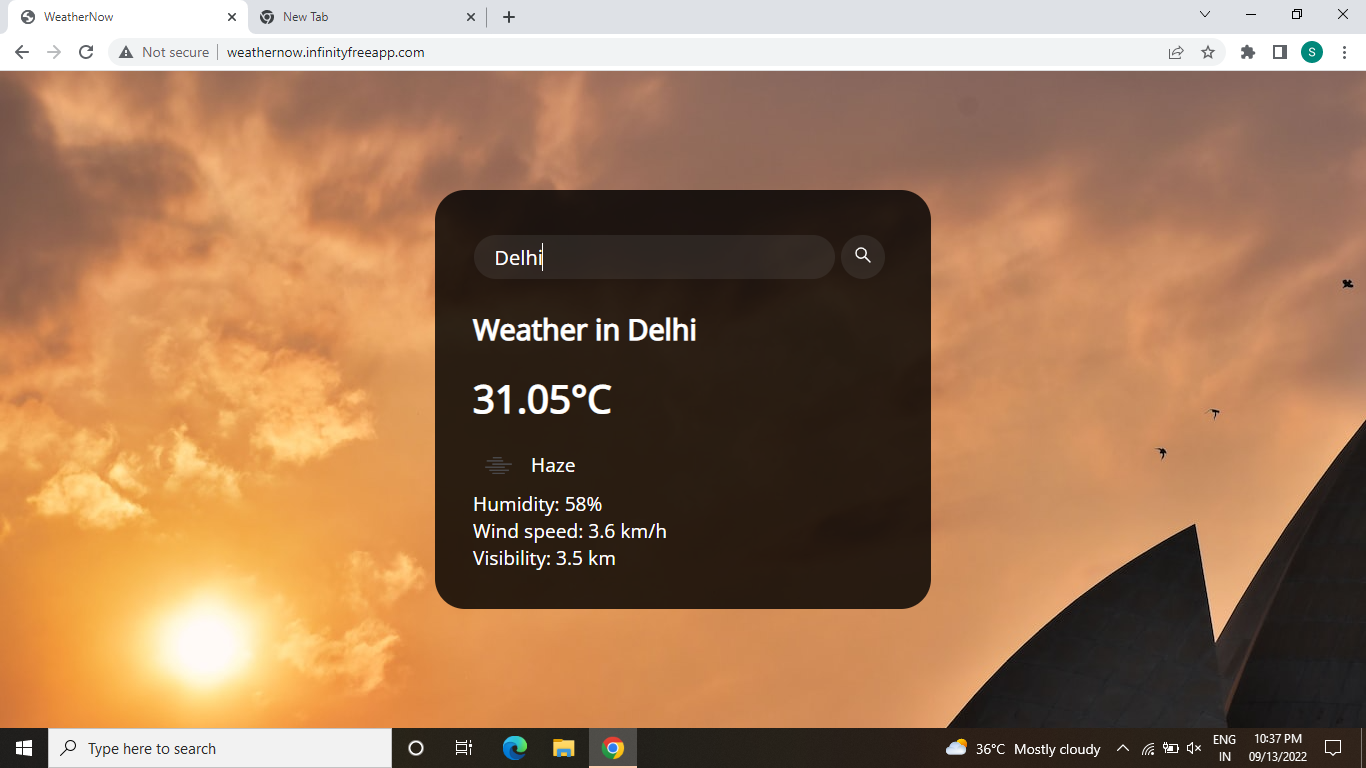 WeatherNow
New Tab
Not secure
weathernow.infinityfreeapp.com
S
Delhi
Weather in Delhi
31.05°C
Haze
Humidity: 58%
Wind speed: 3.6 km/h
Visibility: 3.5 km
Type here to search
36°C Mostly cloudy
ENG
IN
10:37 PM
09/13/2022